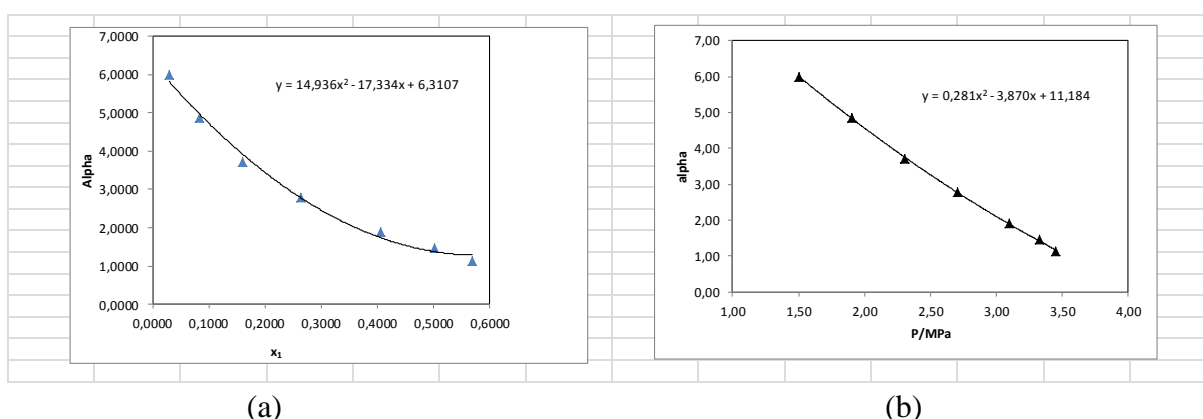 7,0000
6,0000
5,0000
4,0000
3,0000
2,0000
1,0000
0,0000
Alpha
y = 14,936x² - 17,334x + 6,3107
0,0000 0,1000 0,2000 0,3000 0,4000 0,5000 0,6000
x₁
(a)
7,00
6,00
5,00
4,00
3,00
2,00
1,00
0,00
alpha
y = 0,281x² - 3,870x + 11,184
1,00 1,50 2,00 2,50 3,00 3,50 4,00
P/MPa
(b)